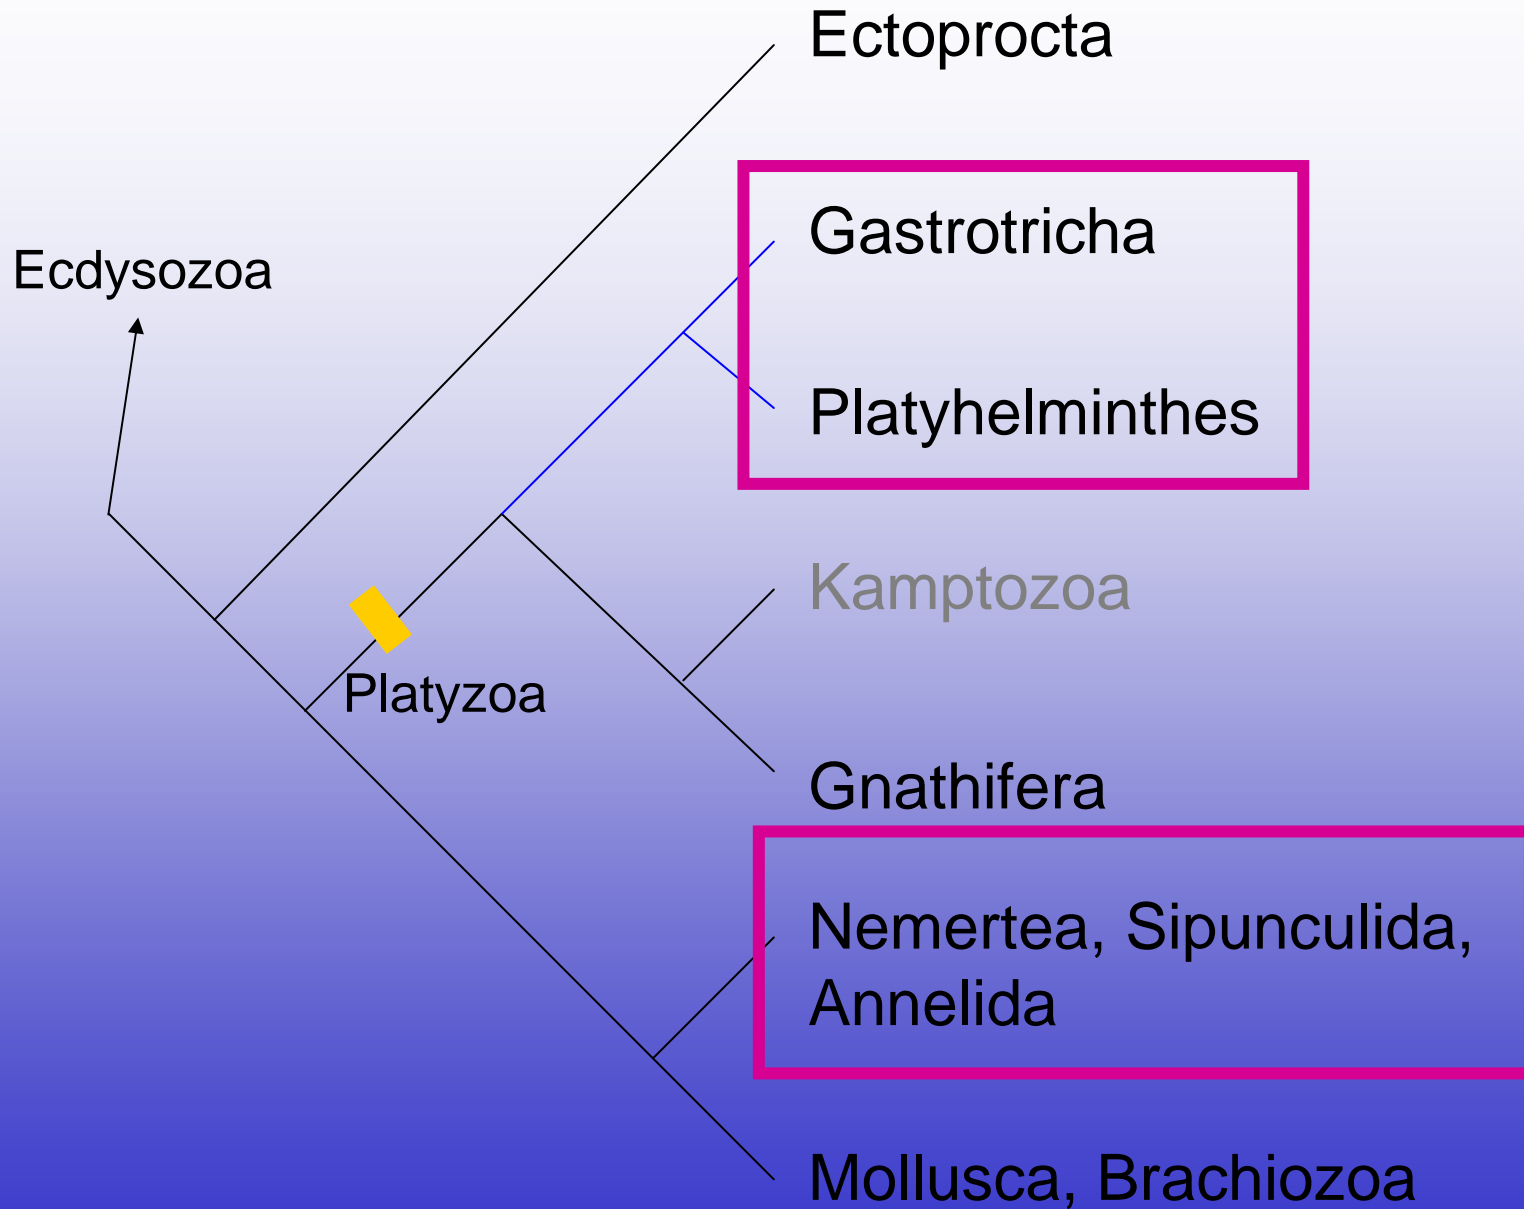 Ectoprocta
Gastrotricha
Ecdysozoa
Platyhelminthes
Kamptozoa
Platyzoa
Gnathifera
Nemertea, Sipunculida,
Annelida
Mollusca, Brachiozoa